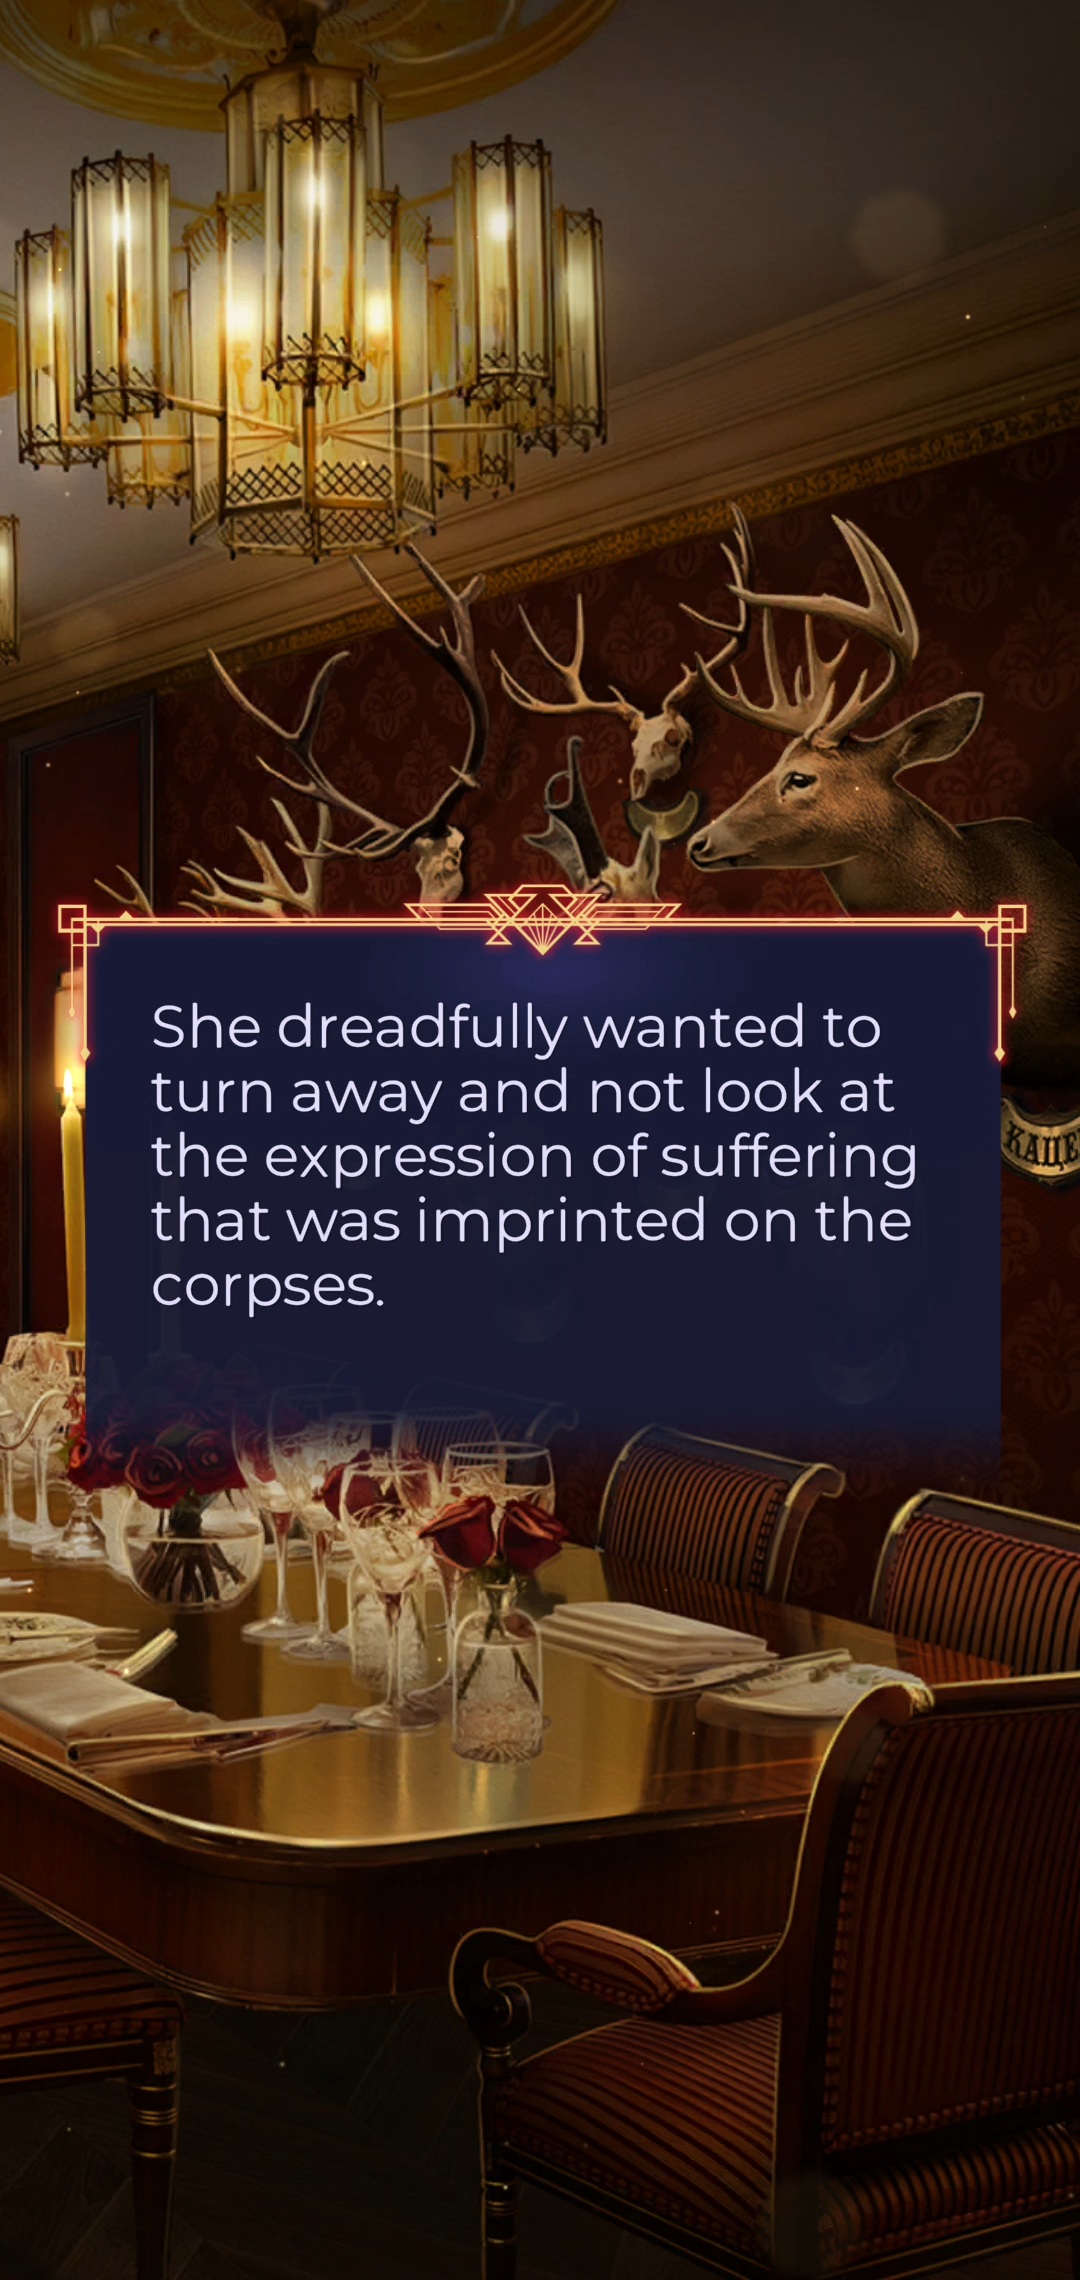 She dreadfully wanted to
turn away and not look at
the expression of suffering
that was imprinted on the
corpses.
КАЦЕ